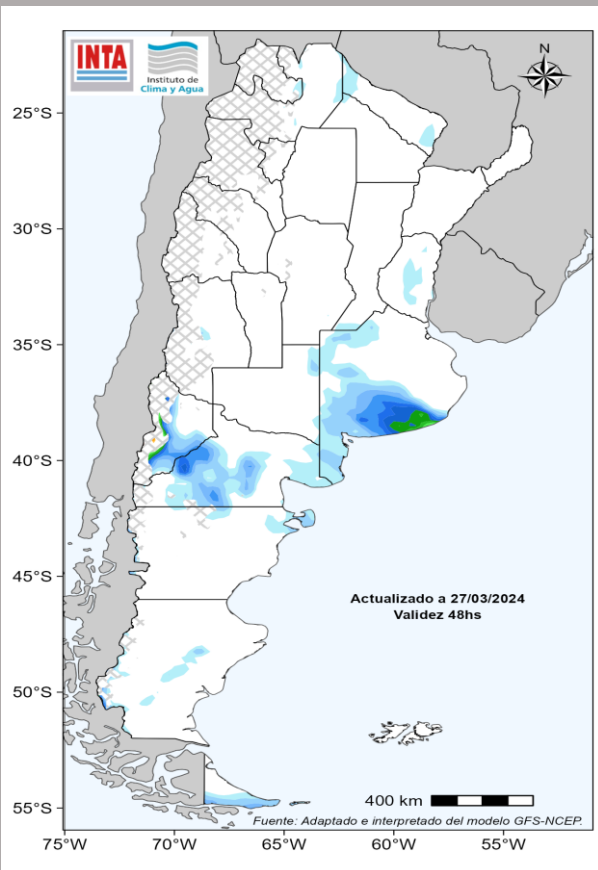 INTA
Instituto de
Clima y Agua
N
25°S
30°S
35°S
40°S
45°S
50°S
55°S
Actualizado a 27/03/2024
Validez 48hs
400 km
Fuente: Adaptado e interpretado del modelo GFS-NCEP.
75°W
70°W
65°W
60°W
55°W